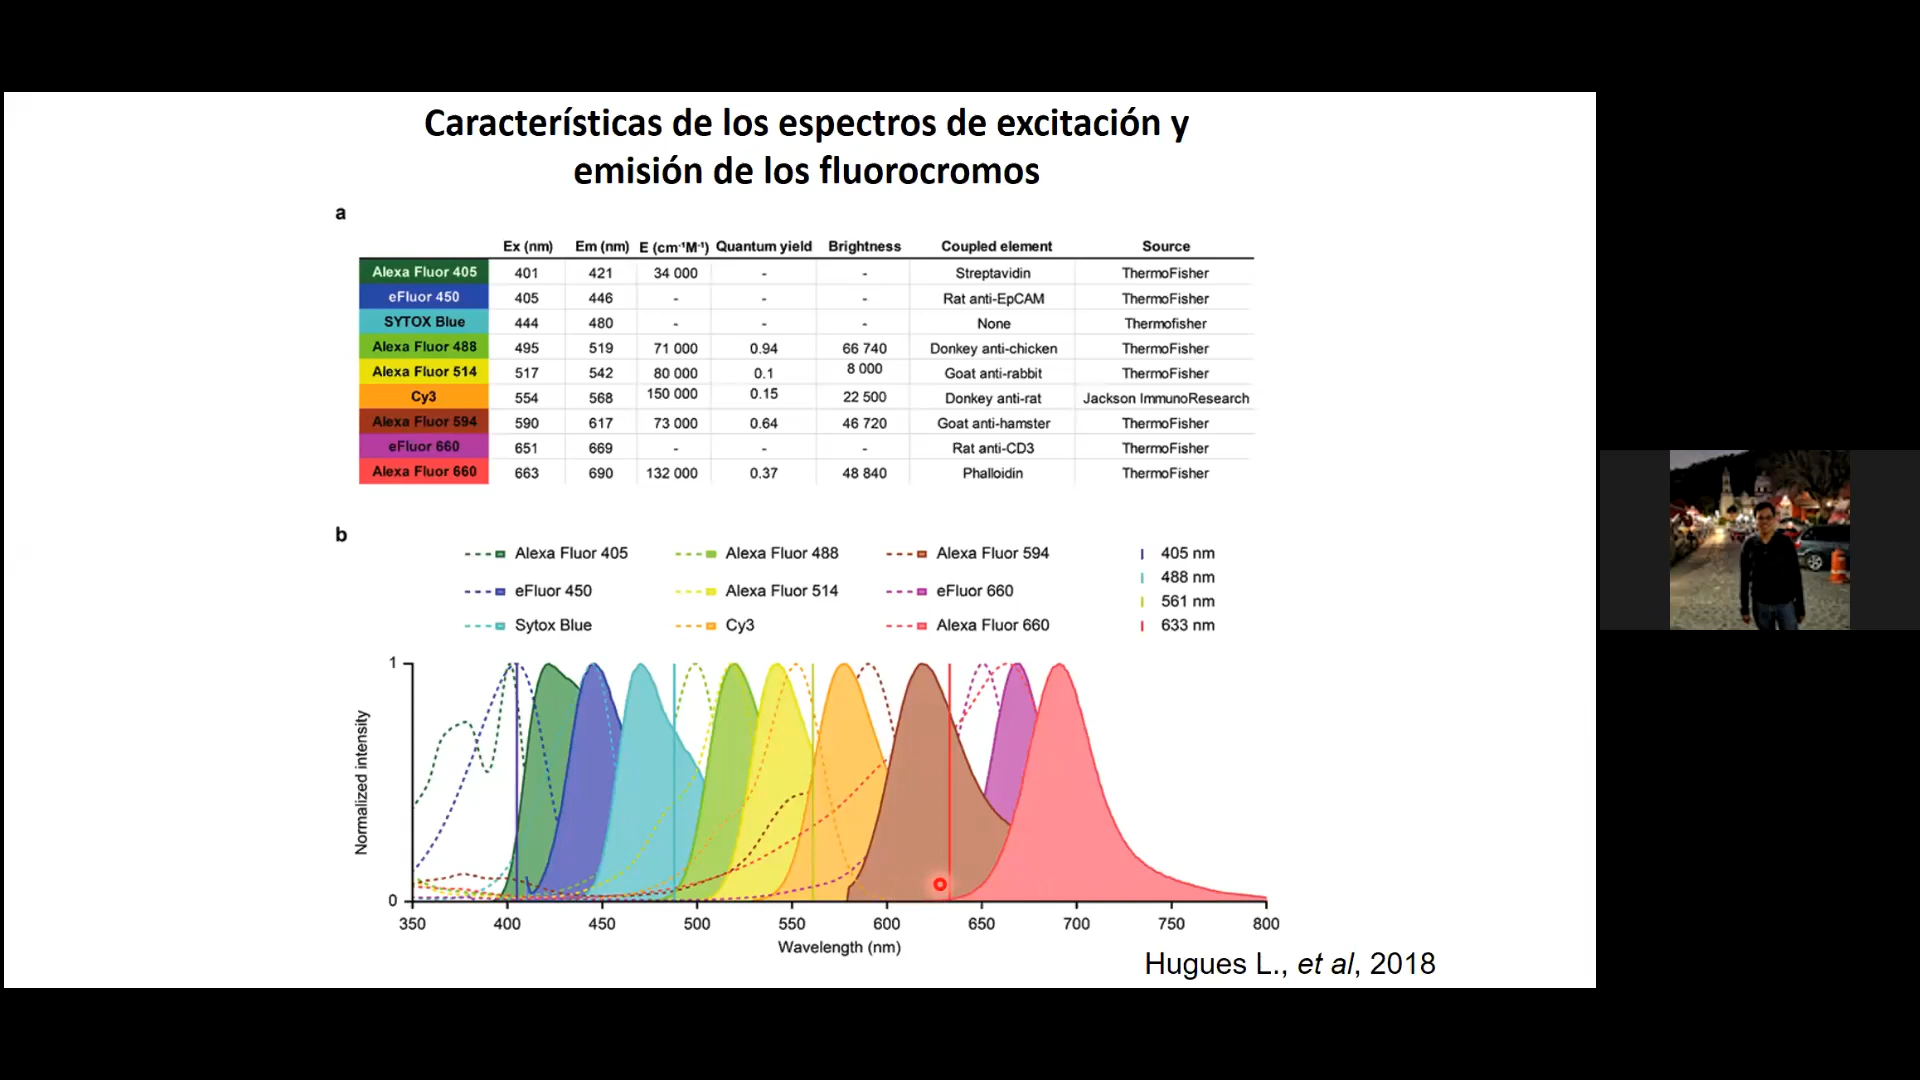 Características de los espectros de excitación y
emisión de los fluorocromos
a
Ex (nm) Em (nm) E (cm⁻¹M⁻¹) Quantum yield Brightness Coupled element Source
Alexa Fluor 405 401 421 34 000 - - Streptavidin ThermoFisher
eFluor 450 405 446 - - - Rat anti-EpCAM ThermoFisher
SYTOX Blue 444 480 - - - None Thermofisher
Alexa Fluor 488 495 519 71 000 0.94 66 740 Donkey anti-chicken ThermoFisher
Alexa Fluor 514 517 542 80 000 0.1 8 000 Goat anti-rabbit ThermoFisher
Cy3 554 568 150 000 0.15 22 500 Donkey anti-rat Jackson ImmunoResearch
Alexa Fluor 594 590 617 73 000 0.64 46 720 Goat anti-hamster ThermoFisher
eFluor 660 651 669 - - - Rat anti-CD3 ThermoFisher
Alexa Fluor 660 663 690 132 000 0.37 48 840 Phalloidin ThermoFisher
b
Alexa Fluor 405 Alexa Fluor 488 Alexa Fluor 594 405 nm
488 nm
eFluor 450 Alexa Fluor 514 eFluor 660 561 nm
Sytox Blue Cy3 Alexa Fluor 660 633 nm
1
Normalized intensity
0
350 400 450 500 550 600 650 700 750 800
Wavelength (nm)
Hugues L., et al, 2018